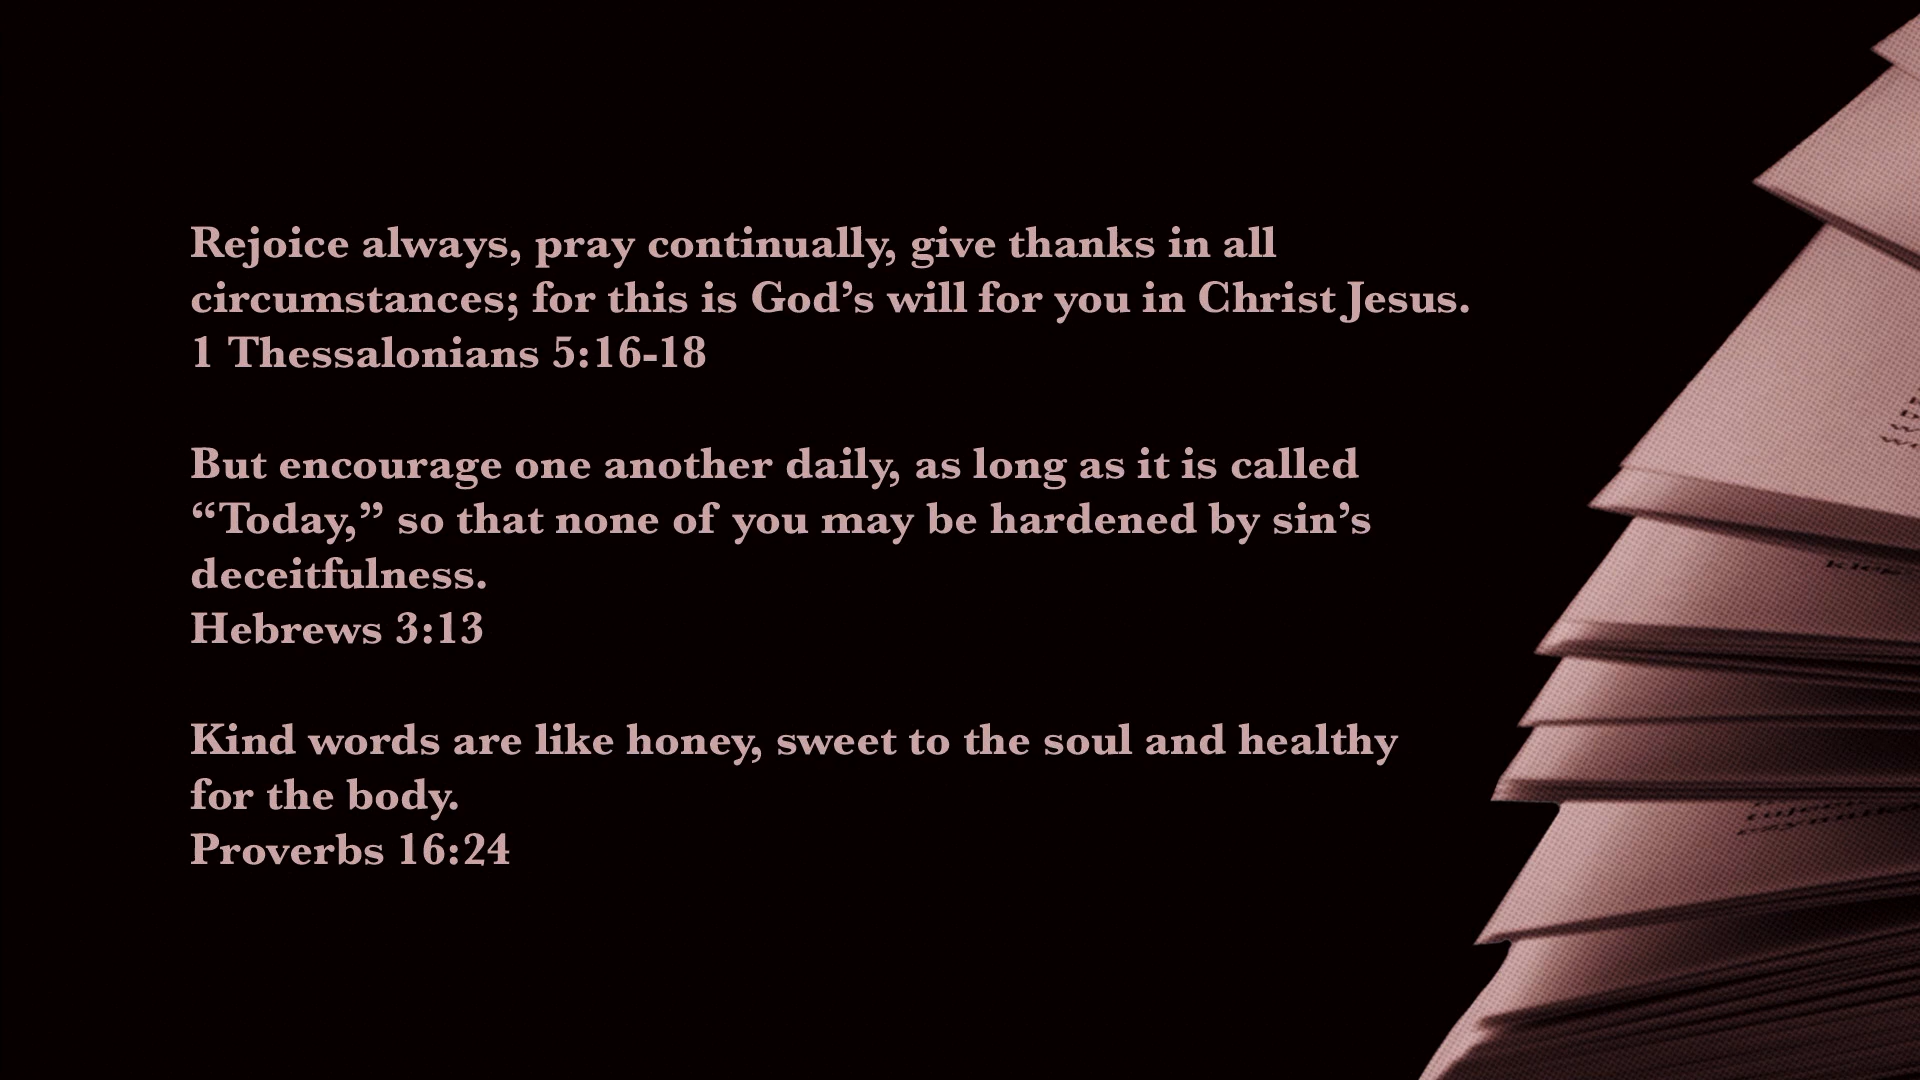 Rejoice always, pray continually, give thanks in all
circumstances; for this is God’s will for you in Christ Jesus.
1 Thessalonians 5:16-18
But encourage one another daily, as long as it is called
“Today,” so that none of you may be hardened by sin’s
deceitfulness.
Hebrews 3:13
Kind words are like honey, sweet to the soul and healthy
for the body.
Proverbs 16:24